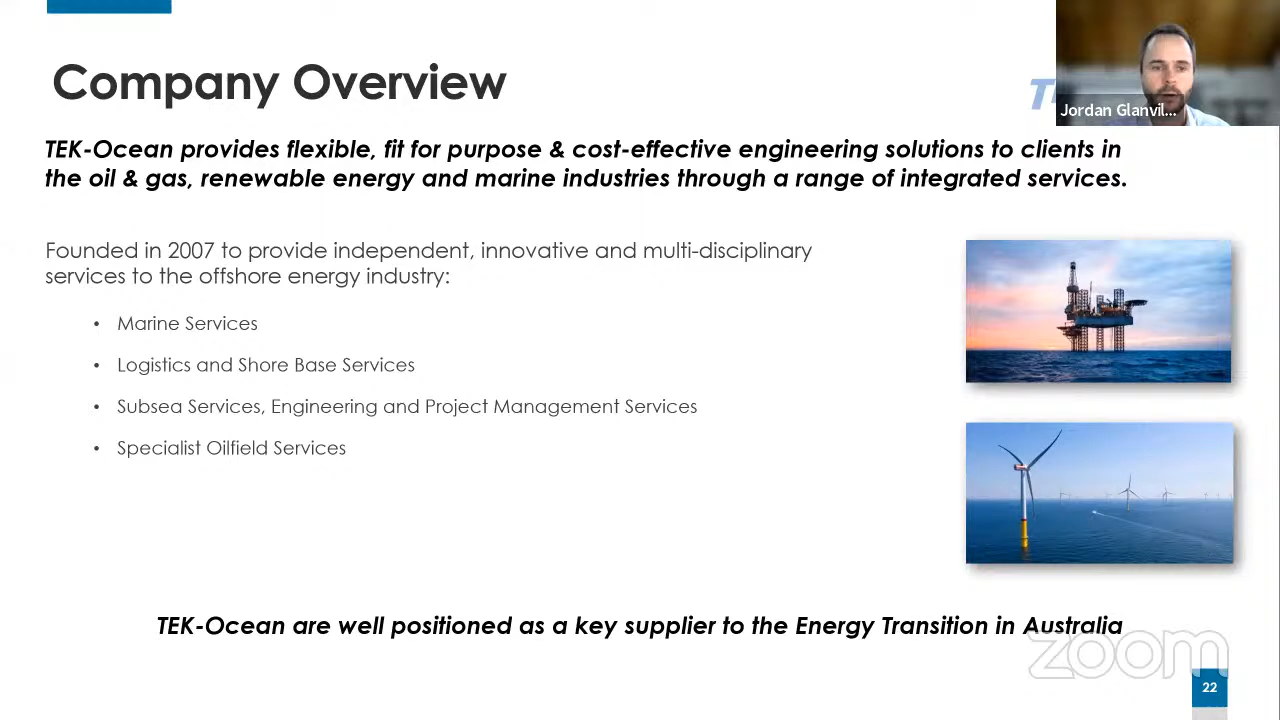 Company Overview
Jordan Glanvil...
TEK-Ocean provides flexible, fit for purpose & cost-effective engineering solutions to clients in
the oil & gas, renewable energy and marine industries through a range of integrated services.
Founded in 2007 to provide independent, innovative and multi-disciplinary
services to the offshore energy industry:
• Marine Services
• Logistics and Shore Base Services
• Subsea Services, Engineering and Project Management Services
• Specialist Oilfield Services
TEK-Ocean are well positioned as a key supplier to the Energy Transition in Australia
zoom
22